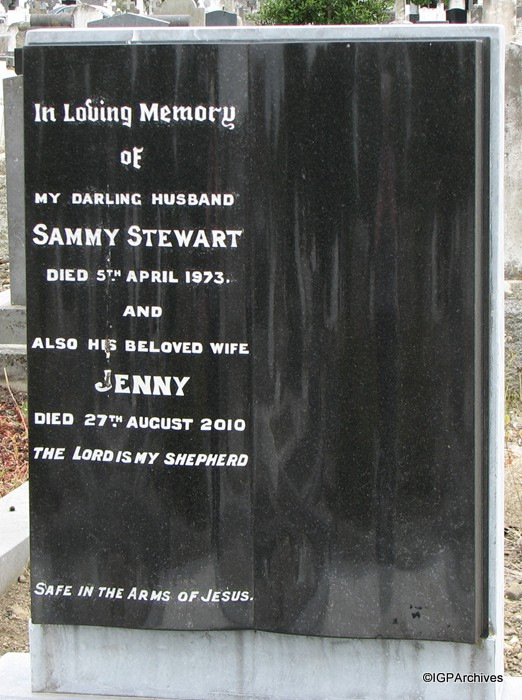 In Loving Memory
of
MY DARLING HUSBAND
SAMMY STEWART
DIED 5TH APRIL 1973.
AND
ALSO HIS BELOVED WIFE
JENNY
DIED 27TH AUGUST 2010
THE LORD IS MY SHEPHERD
SAFE IN THE ARMS OF JESUS.
©IGPArchives